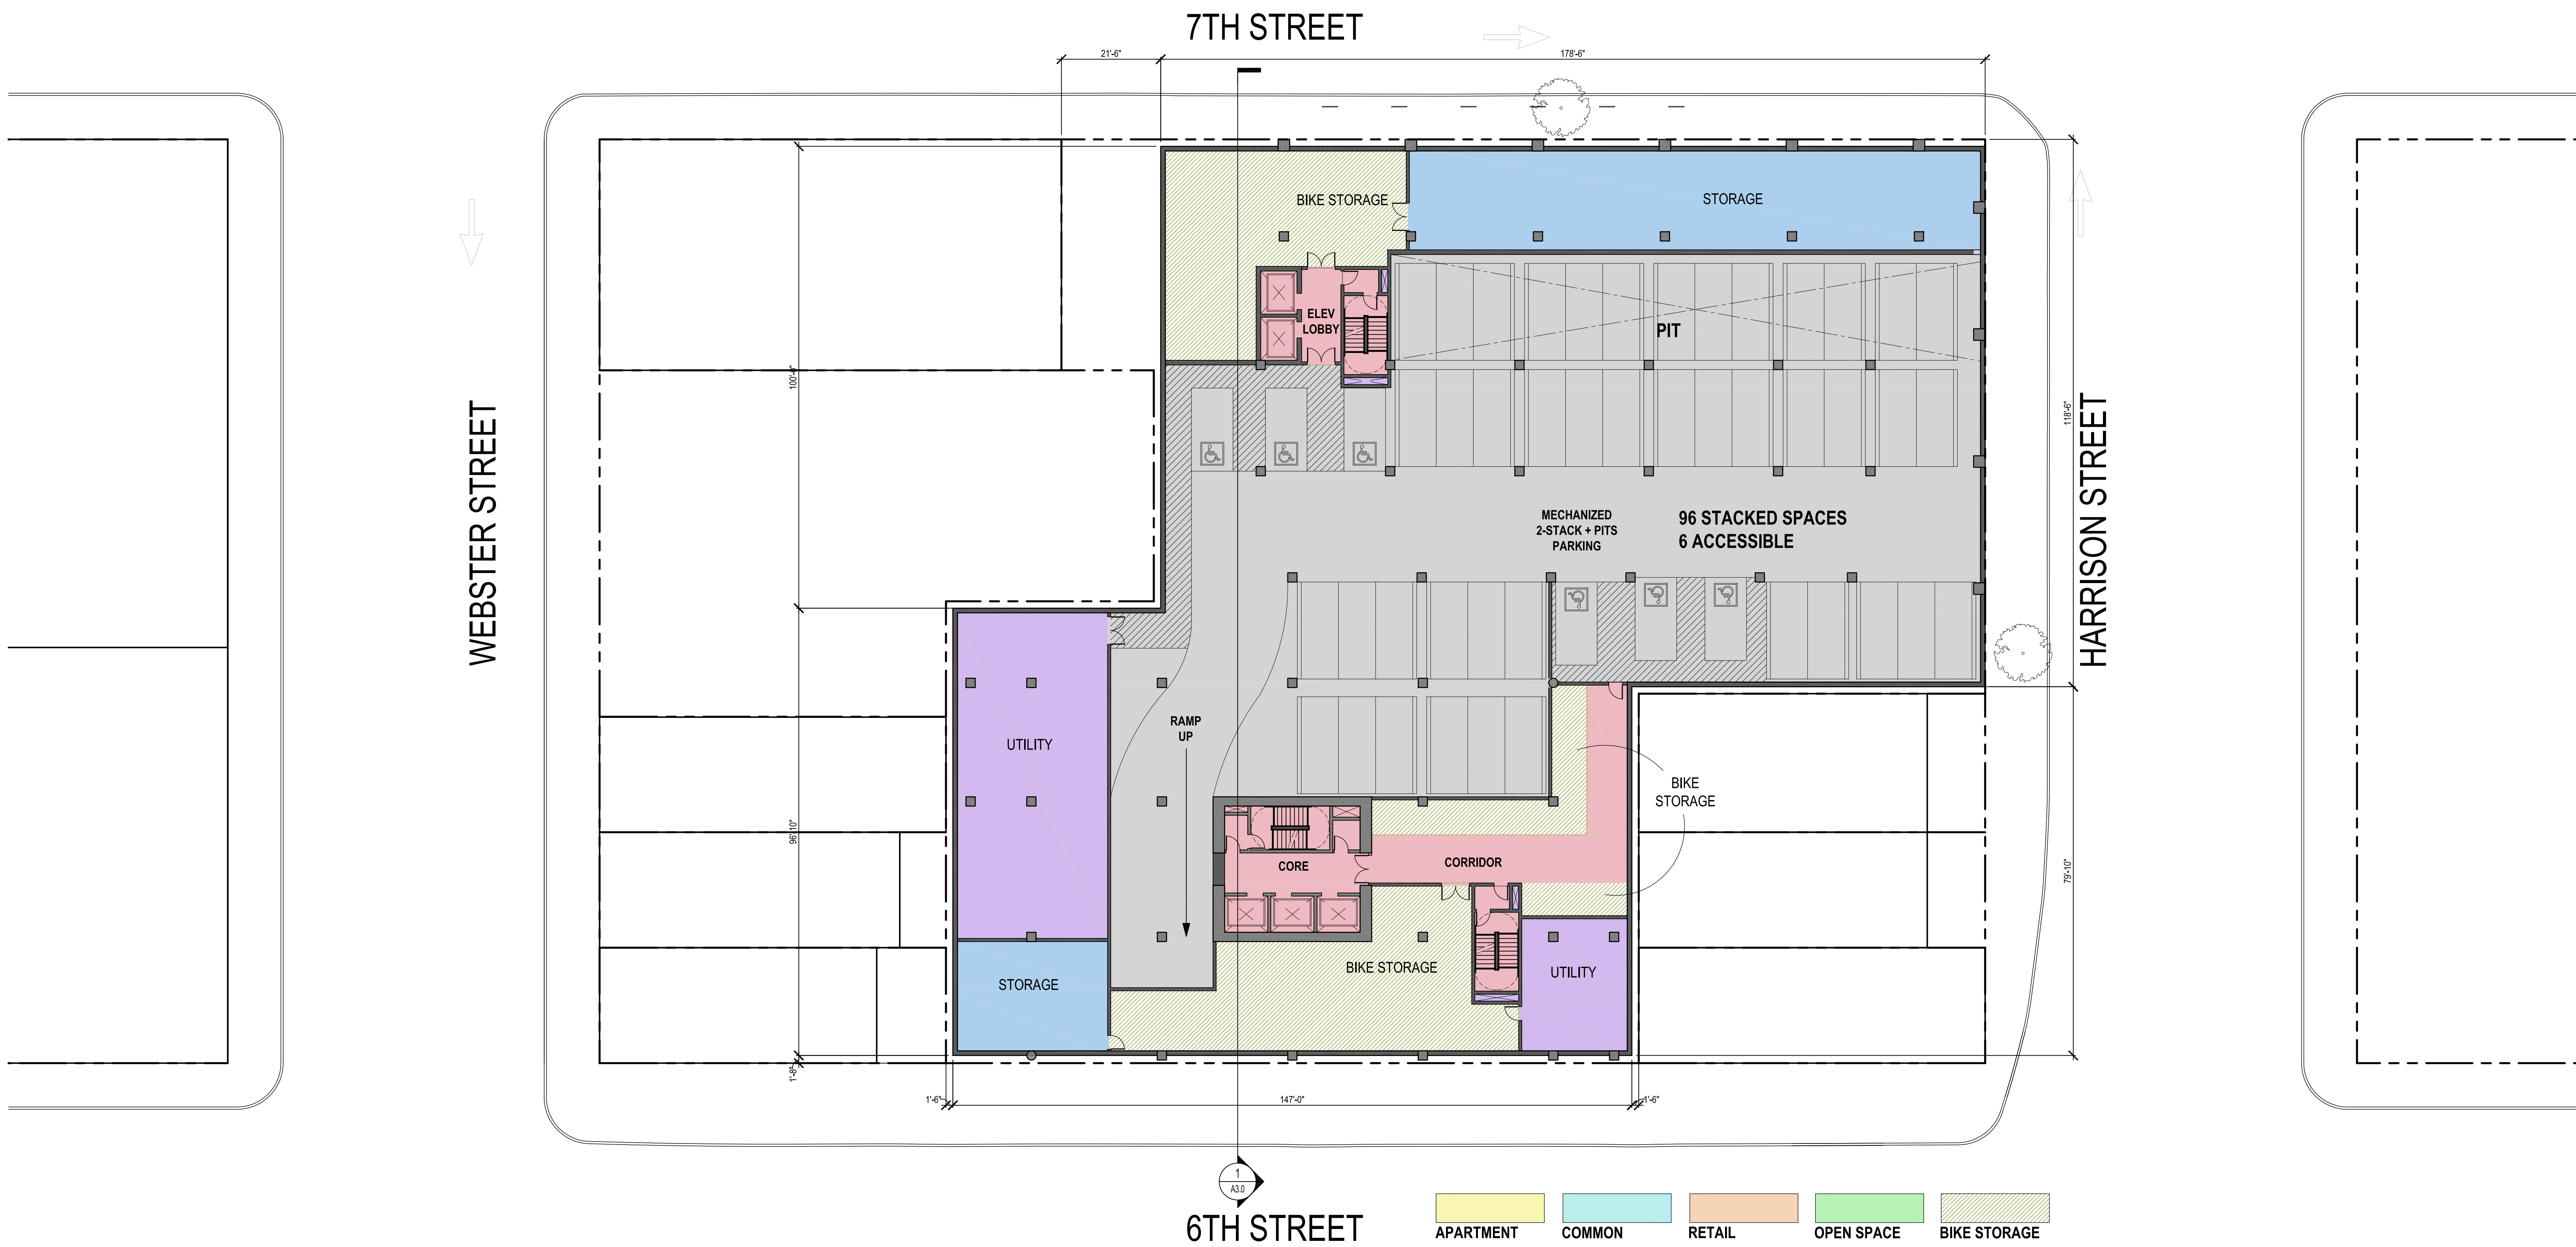 7TH STREET
21'-6"
178'-6"
BIKE STORAGE
STORAGE
ELEV
LOBBY
PIT
100'-0"
118'-6"
WEBSTER STREET
HARRISON STREET
MECHANIZED
2-STACK + PITS
PARKING
96 STACKED SPACES
6 ACCESSIBLE
RAMP
UP
UTILITY
BIKE
STORAGE
96'-10"
79'-10"
CORE
CORRIDOR
BIKE STORAGE
UTILITY
STORAGE
1'-8"
1'-6"
147'-0"
1'-6"
1
A3.0
6TH STREET
APARTMENT
COMMON
RETAIL
OPEN SPACE
BIKE STORAGE